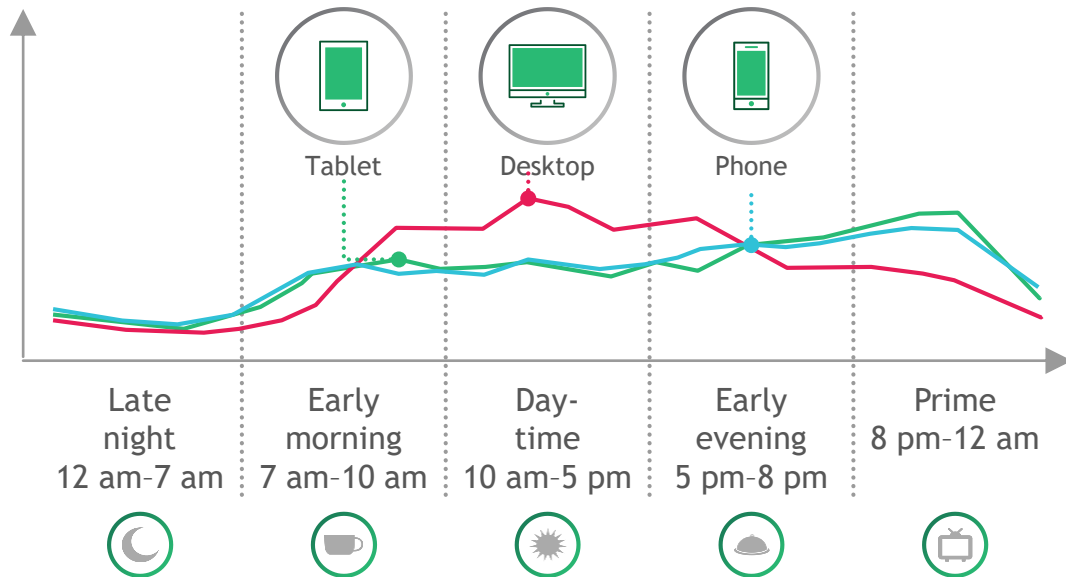 Tablet
Desktop
Phone
Late
night
12 am–7 am
Early
morning
7 am–10 am
Day-
time
10 am–5 pm
Early
evening
5 pm–8 pm
Prime
8 pm–12 am